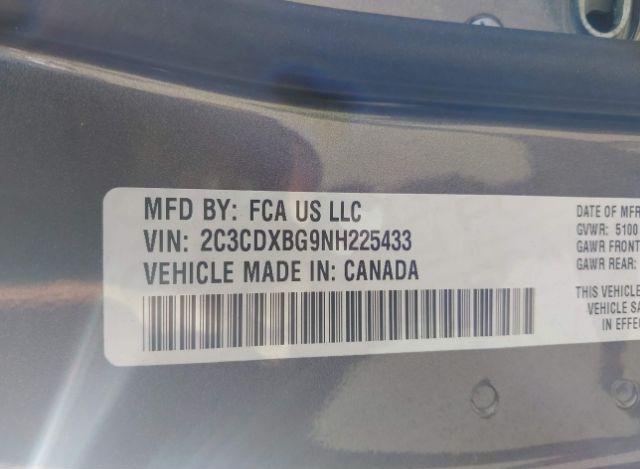 MFD BY: FCA US LLC
VIN: 2C3CDXBG9NH225433
VEHICLE MADE IN: CANADA
DATE OF MFR
GVWR: 5100
GAWR FRONT
GAWR REAR:
THIS VEHICLE
VEHICLE SA
IN EFFEC